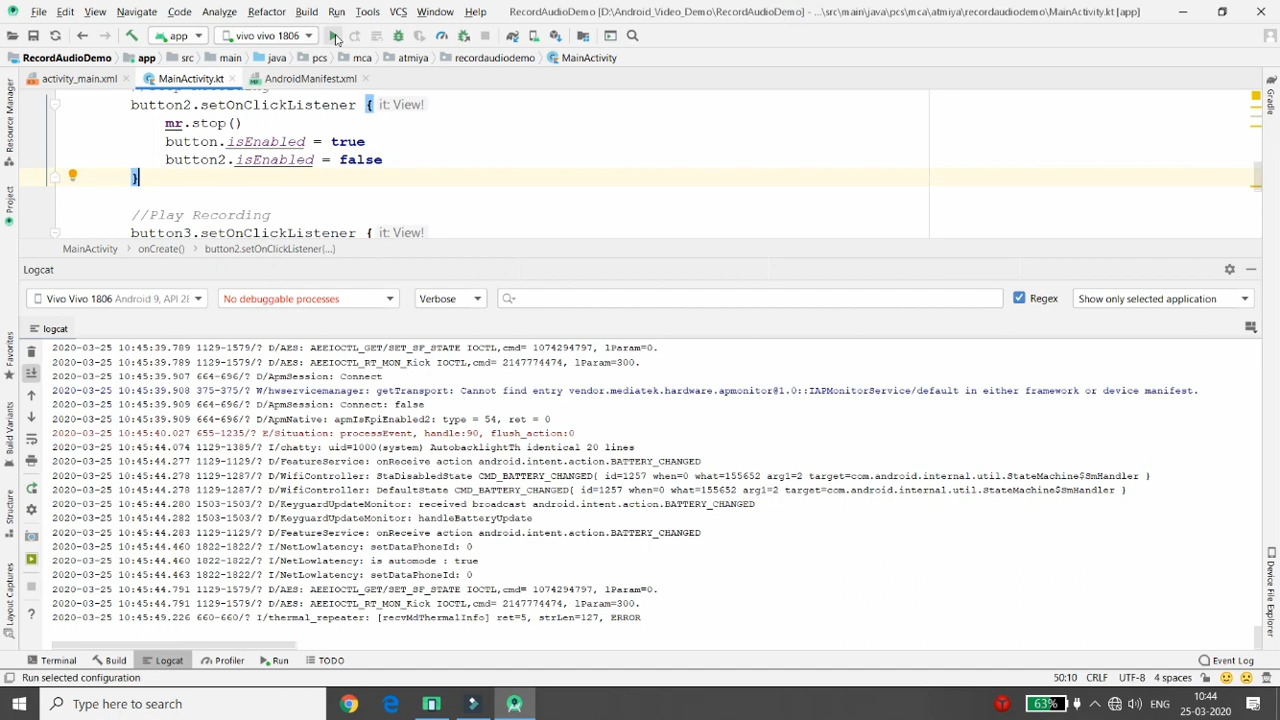 File Edit View Navigate Code Analyze Refactor Build Run Tools VCS Window Help RecordAudioDemo [D:\Android_Video_Demo\RecordAudioDemo] - ...\src\main\java\pcs\mca\atmiya\recordaudiodemo\MainActivity.kt [app]
app vivo vivo 1806
RecordAudioDemo app src main java pcs mca atmiya recordaudiodemo MainActivity
activity_main.xml MainActivity.kt AndroidManifest.xml
button2.setOnClickListener { it: View!
mr.stop()
button.isEnabled = true
button2.isEnabled = false
}
//Play Recording
button3.setOnClickListener { it: View!
MainActivity onCreate() button2.setOnClickListener{...}
Logcat
Vivo Vivo 1806 Android 9, API 28 No debuggable processes Verbose Regex Show only selected application
logcat
2020-03-25 10:45:39.789 1129-1579/? D/AES: AEEIOCTL_GET/SET_SF_STATE IOCTL,cmd= 1074294797, lParam=0.
2020-03-25 10:45:39.789 1129-1579/? D/AES: AEEIOCTL_RT_MON_Kick IOCTL,cmd= 2147774474, lParam=300.
2020-03-25 10:45:39.907 664-696/? D/ApmSession: Connect
2020-03-25 10:45:39.908 375-375/? W/hwservicemanager: getTransport: Cannot find entry vendor.mediatek.hardware.apmonitor@1.0::IAPMonitorService/default in either framework or device manifest.
2020-03-25 10:45:39.909 664-696/? D/ApmSession: Connect: false
2020-03-25 10:45:39.909 664-696/? D/ApmNative: apmIsKpiEnabled2: type = 54, ret = 0
2020-03-25 10:45:40.027 655-1235/? E/Situation: processEvent, handle:90, flush_action:0
2020-03-25 10:45:44.074 1129-1389/? I/chatty: uid=1000(system) AutobacklightTh identical 20 lines
2020-03-25 10:45:44.277 1129-1129/? D/FeatureService: onReceive action android.intent.action.BATTERY_CHANGED
2020-03-25 10:45:44.278 1129-1287/? D/WifiController: StaDisabledState CMD_BATTERY_CHANGED{ id=1257 when=0 what=155652 arg1=2 target=com.android.internal.util.StateMachine$SmHandler }
2020-03-25 10:45:44.278 1129-1287/? D/WifiController: DefaultState CMD_BATTERY_CHANGED{ id=1257 when=0 what=155652 arg1=2 target=com.android.internal.util.StateMachine$SmHandler }
2020-03-25 10:45:44.280 1503-1503/? D/KeyguardUpdateMonitor: received broadcast android.intent.action.BATTERY_CHANGED
2020-03-25 10:45:44.282 1503-1503/? D/KeyguardUpdateMonitor: handleBatteryUpdate
2020-03-25 10:45:44.283 1129-1129/? D/FeatureService: onReceive action android.intent.action.BATTERY_CHANGED
2020-03-25 10:45:44.460 1822-1822/? I/NetLowlatency: setDataPhoneId: 0
2020-03-25 10:45:44.460 1822-1822/? I/NetLowlatency: is automode : true
2020-03-25 10:45:44.463 1822-1822/? I/NetLowlatency: setDataPhoneId: 0
2020-03-25 10:45:44.791 1129-1579/? D/AES: AEEIOCTL_GET/SET_SF_STATE IOCTL,cmd= 1074294797, lParam=0.
2020-03-25 10:45:44.791 1129-1579/? D/AES: AEEIOCTL_RT_MON_Kick IOCTL,cmd= 2147774474, lParam=300.
2020-03-25 10:45:49.226 660-660/? I/thermal_repeater: [recvMdThermalInfo] ret=5, strLen=127, ERROR
Resource Manager
Project
Favorites
Build Variants
Structure
Layout Captures
Gradle
Device File Explorer
Terminal Build Logcat Profiler Run TODO Event Log
Run selected configuration 50:10 CRLF UTF-8 4 spaces
Type here to search 63% 10:44
25-03-2020